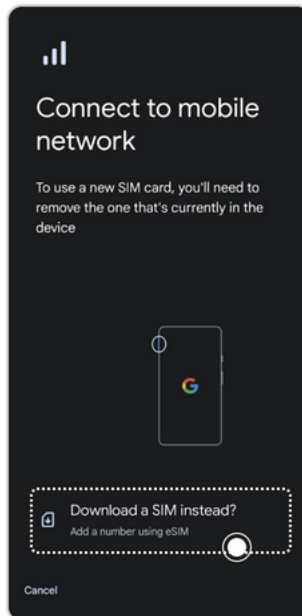 Connect to mobile
network
To use a new SIM card, you'll need to
remove the one that's currently in the
device
G
Download a SIM instead?
Add a number using eSIM
Cancel